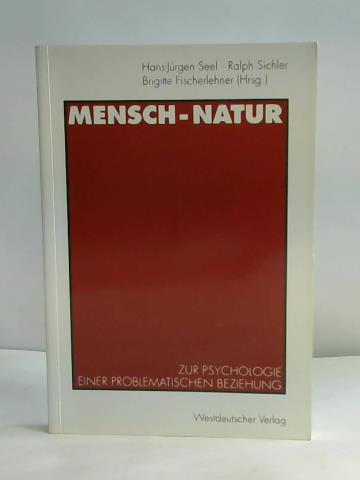 Hans-Jürgen Seel · Ralph Sichler
Brigitte Fischerlehner (Hrsg.)
MENSCH-NATUR
ZUR PSYCHOLOGIE
EINER PROBLEMATISCHEN BEZIEHUNG
Westdeutscher Verlag